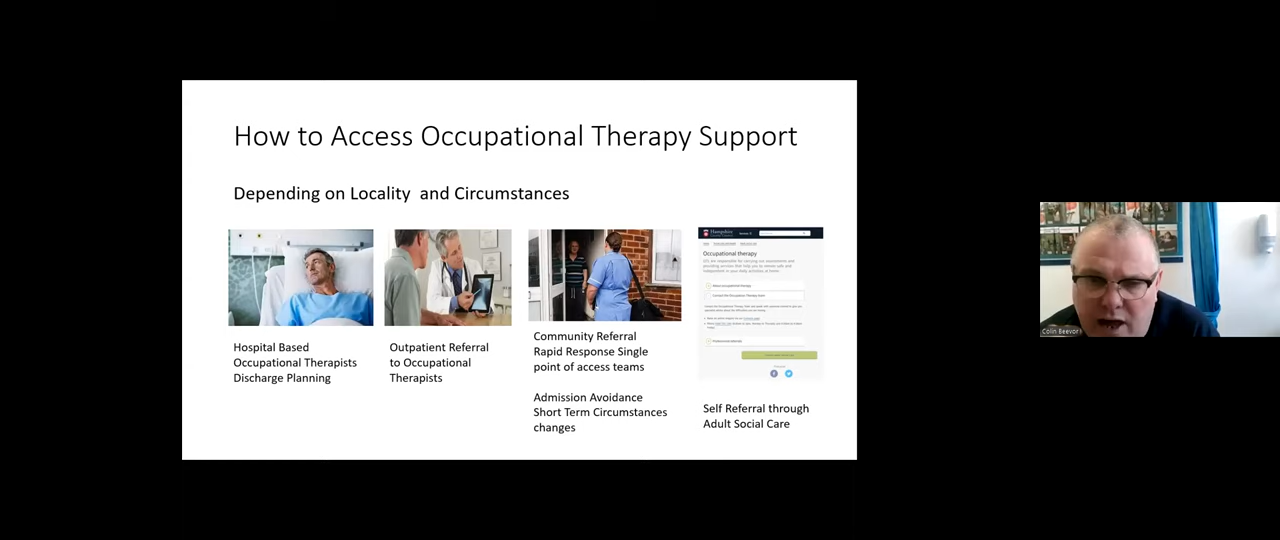 How to Access Occupational Therapy Support
Depending on Locality and Circumstances
Hospital Based
Occupational Therapists
Discharge Planning
Outpatient Referral
to Occupational
Therapists
Community Referral
Rapid Response Single
point of access teams
Admission Avoidance
Short Term Circumstances
changes
Hampshire
Occupational therapy
Self Referral through
Adult Social Care
Colin Beevor